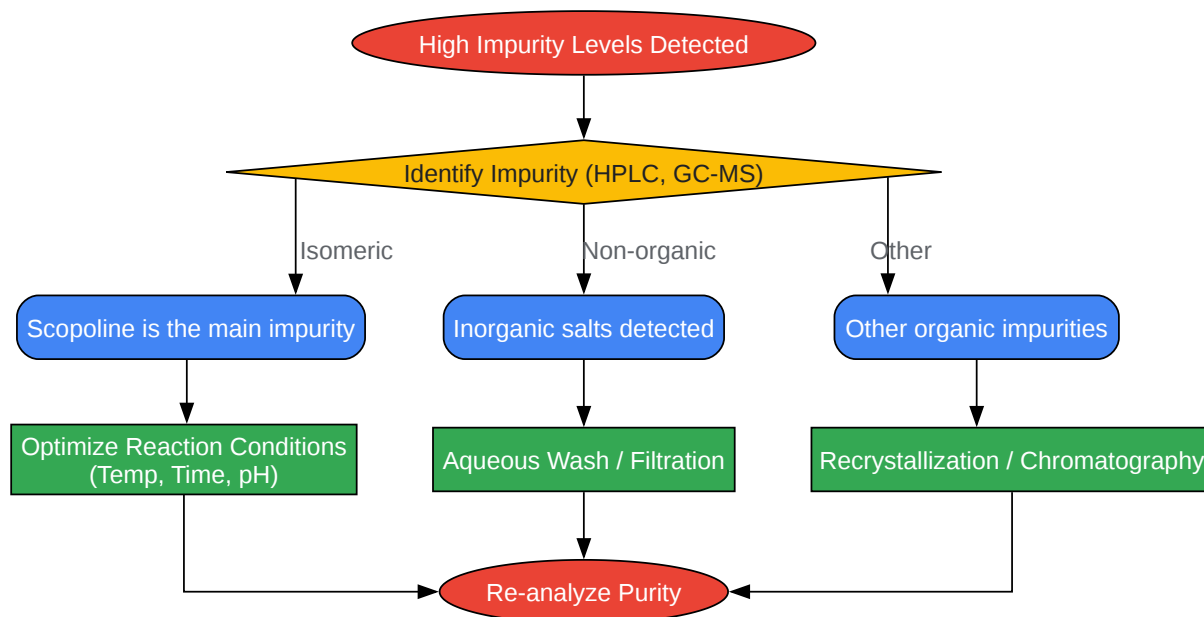 High Impurity Levels Detected
Identify Impurity (HPLC, GC-MS)
Isomeric
Non-organic
Other
Scopoline is the main impurity
Inorganic salts detected
Other organic impurities
Optimize Reaction Conditions
(Temp, Time, pH)
Aqueous Wash / Filtration
Recrystallization / Chromatography
Re-analyze Purity